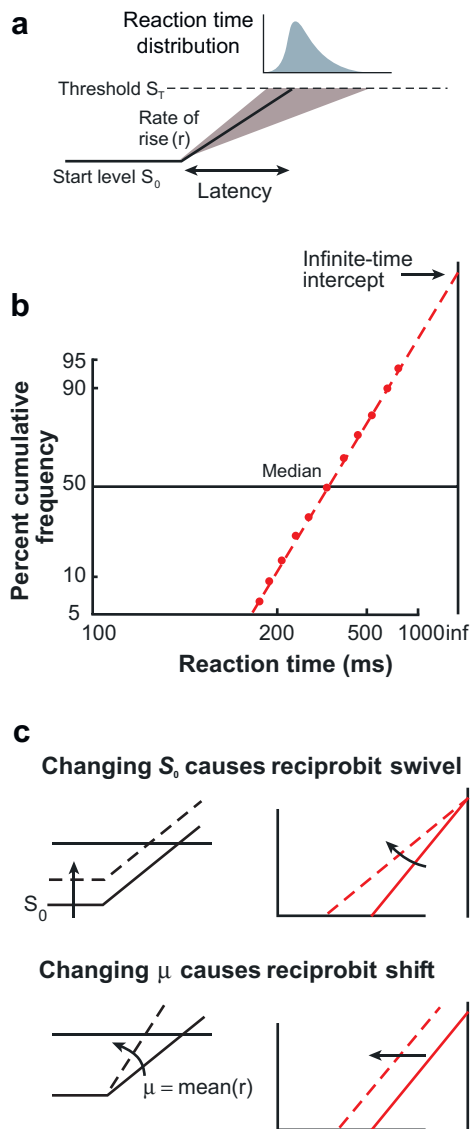 a
Reaction time
distribution
Threshold S_T
Rate of
rise (r)
Start level S_0
Latency
Infinite-time
intercept
b
95
90
50
10
5
Percent cumulative
frequency
Median
100
200
500
1000
inf
Reaction time (ms)
c
Changing S_0 causes reciprobit swivel
S_0
Changing μ causes reciprobit shift
μ = mean(r)